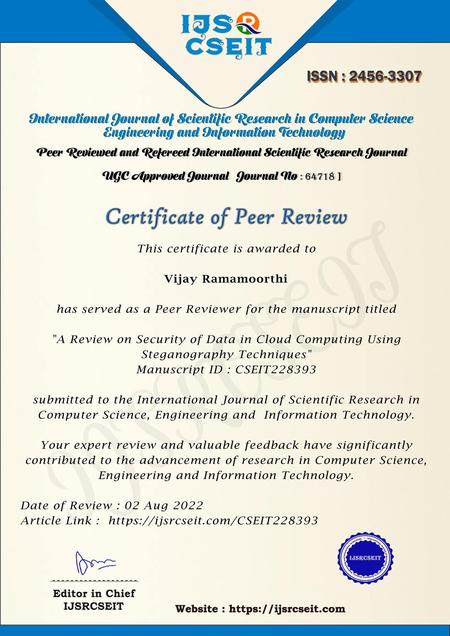 IJSR
CSEIT
ISSN : 2456-3307
International Journal of Scientific Research in Computer Science
Engineering and Information Technology
Peer Reviewed and Refereed International Scientific Research Journal
UGC Approved Journal Journal No : 64718 ]
Certificate of Peer Review
This certificate is awarded to
Vijay Ramamoorthi
has served as a Peer Reviewer for the manuscript titled
"A Review on Security of Data in Cloud Computing Using
Steganography Techniques"
Manuscript ID : CSEIT228393
submitted to the International Journal of Scientific Research in
Computer Science, Engineering and Information Technology.
Your expert review and valuable feedback have significantly
contributed to the advancement of research in Computer Science,
Engineering and Information Technology.
Date of Review : 02 Aug 2022
Article Link : https://ijsrcseit.com/CSEIT228393
IJSRCSEIT
Editor in Chief
IJSRCSEIT
Website : https://ijsrcseit.com